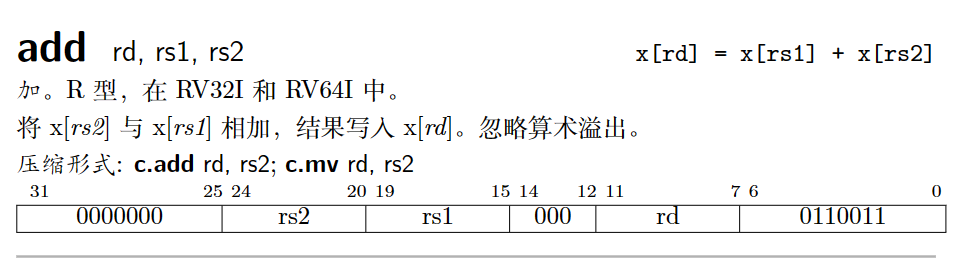 add rd, rs1, rs2 x[rd] = x[rs1] + x[rs2]
加。R 型，在 RV32I 和 RV64I 中。
将 x[rs2] 与 x[rs1] 相加，结果写入 x[rd]。忽略算术溢出。
压缩形式: c.add rd, rs2; c.mv rd, rs2
31 25 24 20 19 15 14 12 11 7 6 0
0000000 rs2 rs1 000 rd 0110011